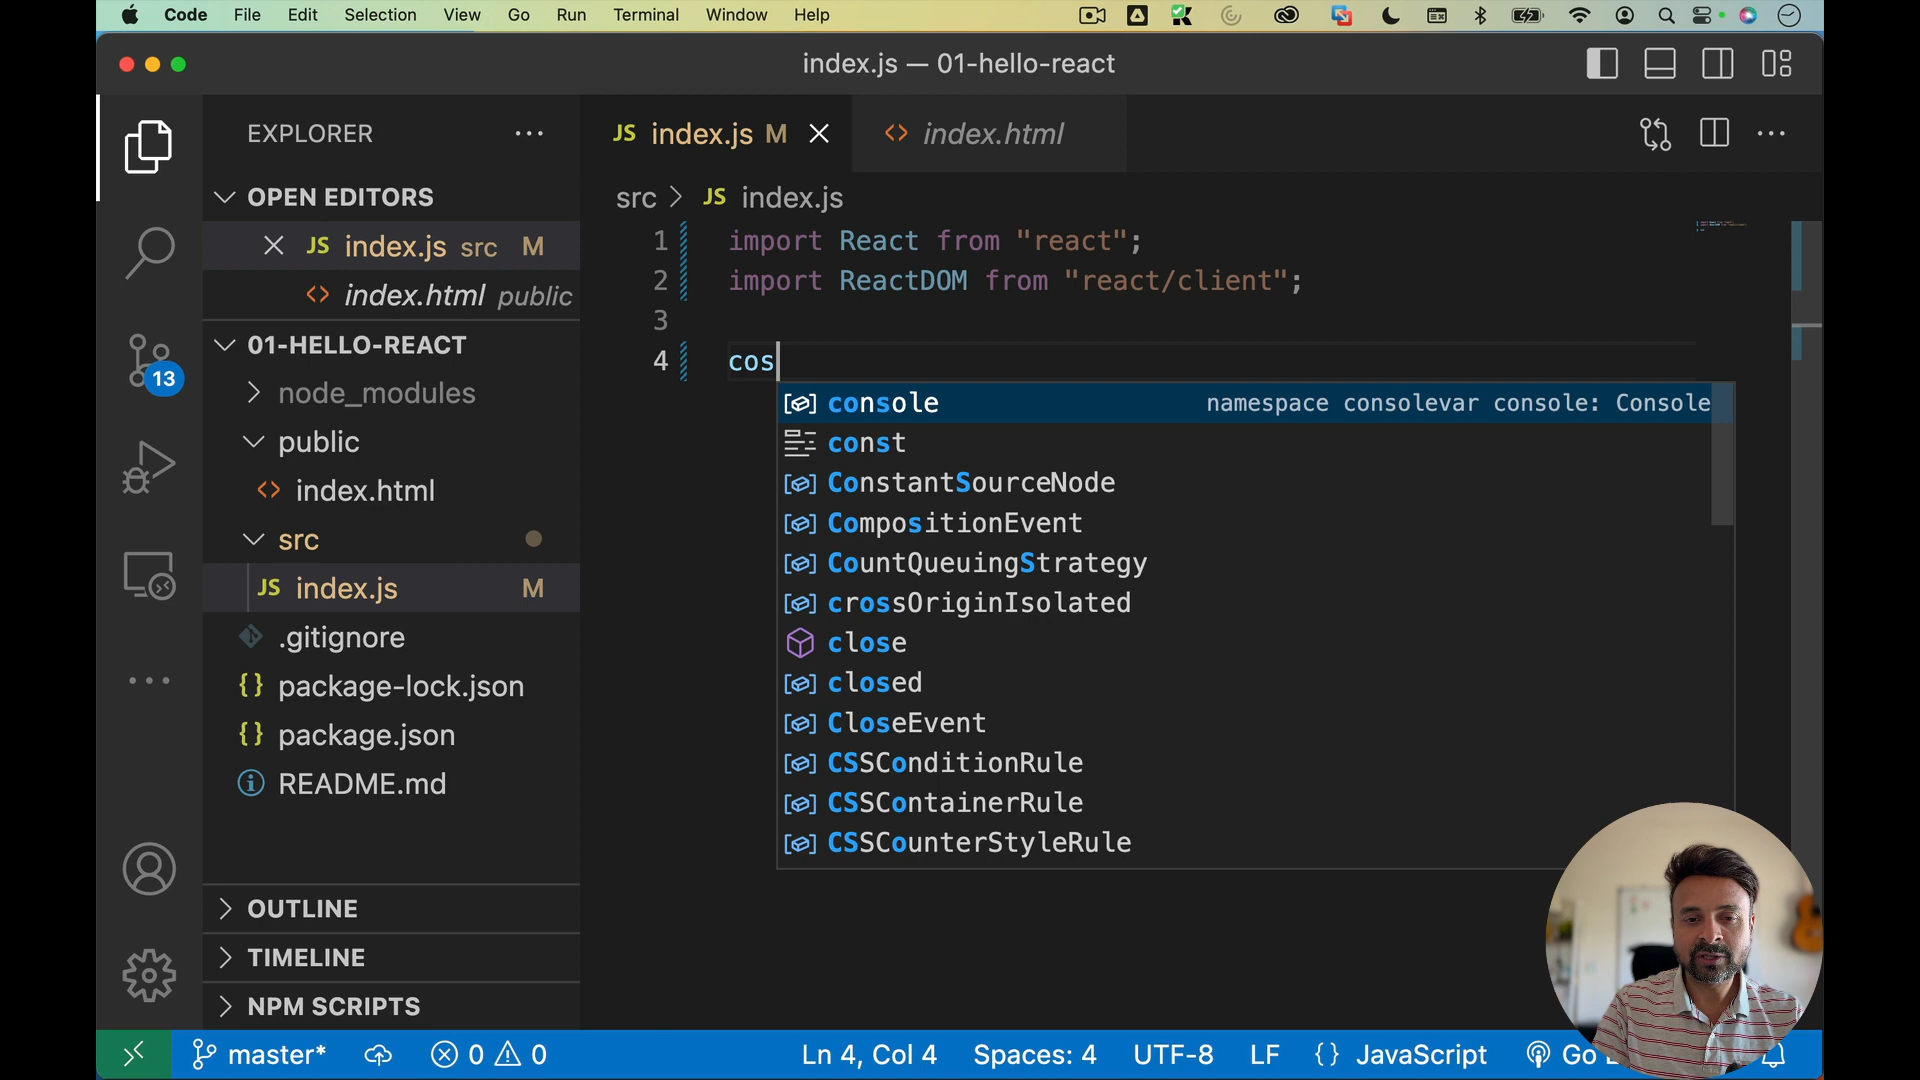 Code File Edit Selection View Go Run Terminal Window Help
index.js — 01-hello-react
EXPLORER
OPEN EDITORS
JS index.js src M
<> index.html public
01-HELLO-REACT
node_modules
public
<> index.html
src
JS index.js M
.gitignore
{} package-lock.json
{} package.json
README.md
OUTLINE
TIMELINE
NPM SCRIPTS
13
JS index.js M
<> index.html
src > JS index.js
1 import React from "react";
2 import ReactDOM from "react/client";
3
4 cos
console namespace consolevar console: Console
const
ConstantSourceNode
CompositionEvent
CountQueuingStrategy
crossOriginIsolated
close
closed
CloseEvent
CSSConditionRule
CSSContainerRule
CSSCounterStyleRule
master* 0 0 Ln 4, Col 4 Spaces: 4 UTF-8 LF {} JavaScript Go